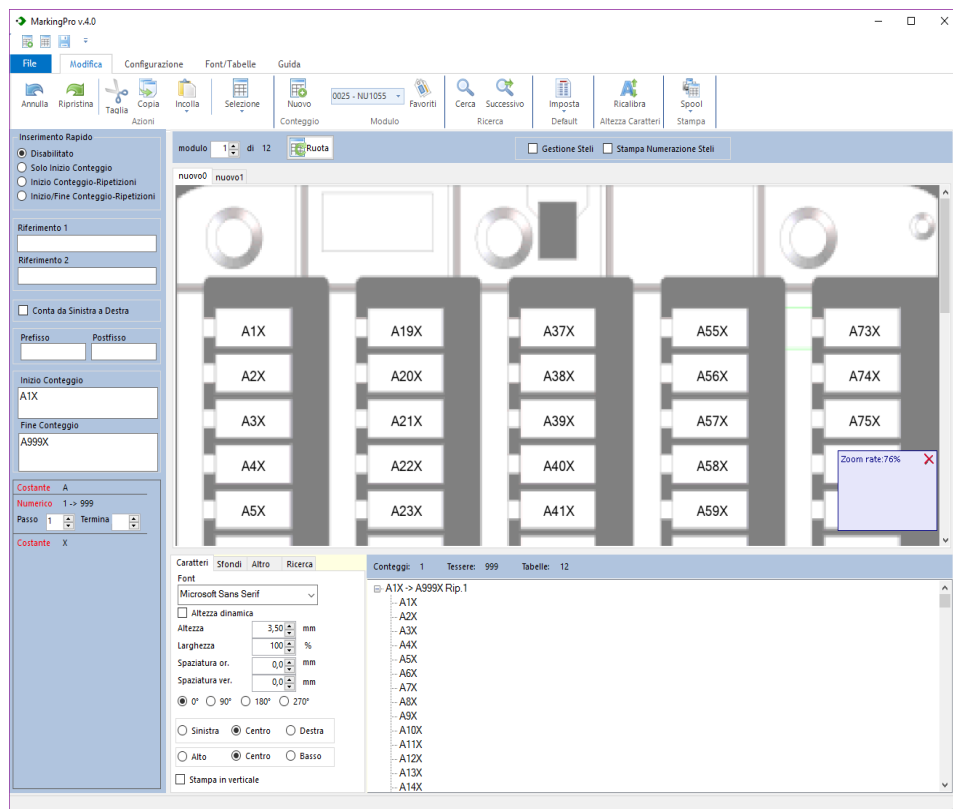 MarkingPro v.4.0
File Modifica Configurazione Font/Tabelle Guida
Annulla Ripristina Taglia Copia Incolla Selezione Nuovo 0025 - NU1055 Favoriti Cerca Successivo Imposta Ricalibra Spool
Azioni Conteggio Modulo Ricerca Default Altezza Caratteri Stampa
Inserimento Rapido
Disabilitato
Solo Inizio Conteggio
Inizio Conteggio-Ripetizioni
Inizio/Fine Conteggio-Ripetizioni
Riferimento 1
Riferimento 2
Conta da Sinistra a Destra
Prefisso Postfisso
Inizio Conteggio
A1X
Fine Conteggio
A999X
Costante A
Numerico 1 -> 999
Passo 1 Termina
Costante X
modulo 1 di 12 Ruota Gestione Steli Stampa Numerazione Steli
nuovo0 nuovo1
A1X A19X A37X A55X A73X
A2X A20X A38X A56X A74X
A3X A21X A39X A57X A75X
A4X A22X A40X A58X
Zoom rate:76%
A5X A23X A41X A59X
Caratteri Sfondi Altro Ricerca
Font
Microsoft Sans Serif
Altezza dinamica
Altezza 3,50 mm
Larghezza 100 %
Spaziatura or. 0,0 mm
Spaziatura ver. 0,0 mm
0° 90° 180° 270°
Sinistra Centro Destra
Alto Centro Basso
Stampa in verticale
Conteggi: 1 Tessere: 999 Tabelle: 12
A1X -> A999X Rip.1
A1X
A2X
A3X
A4X
A5X
A6X
A7X
A8X
A9X
A10X
A11X
A12X
A13X
A14X